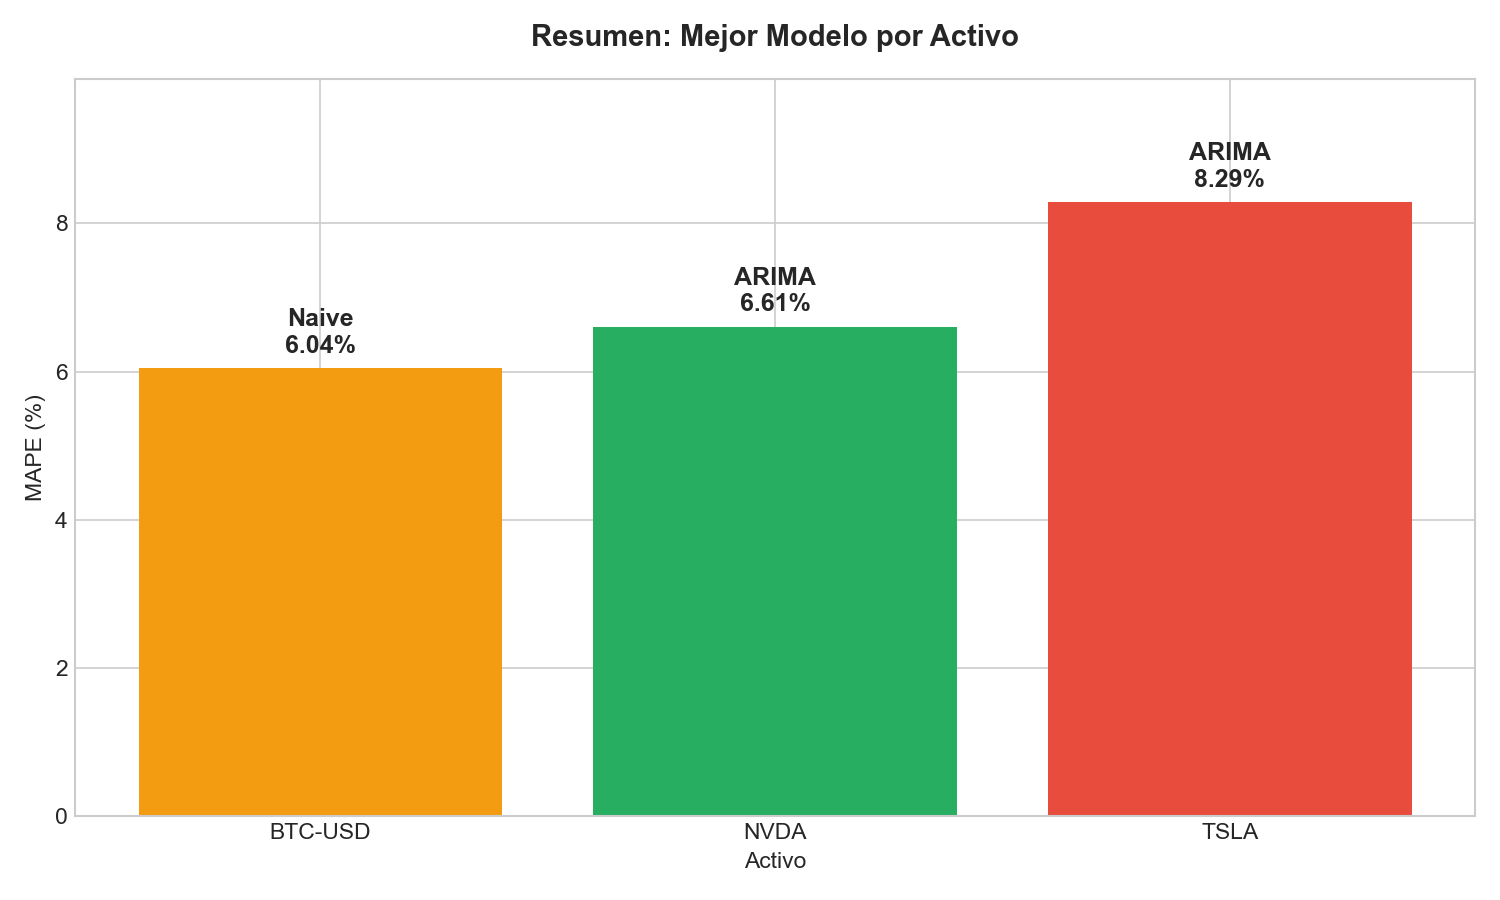 Resumen: Mejor Modelo por Activo
MAPE (%)
8
6
4
2
0
Naive
6.04%
ARIMA
6.61%
ARIMA
8.29%
BTC-USD
NVDA
TSLA
Activo